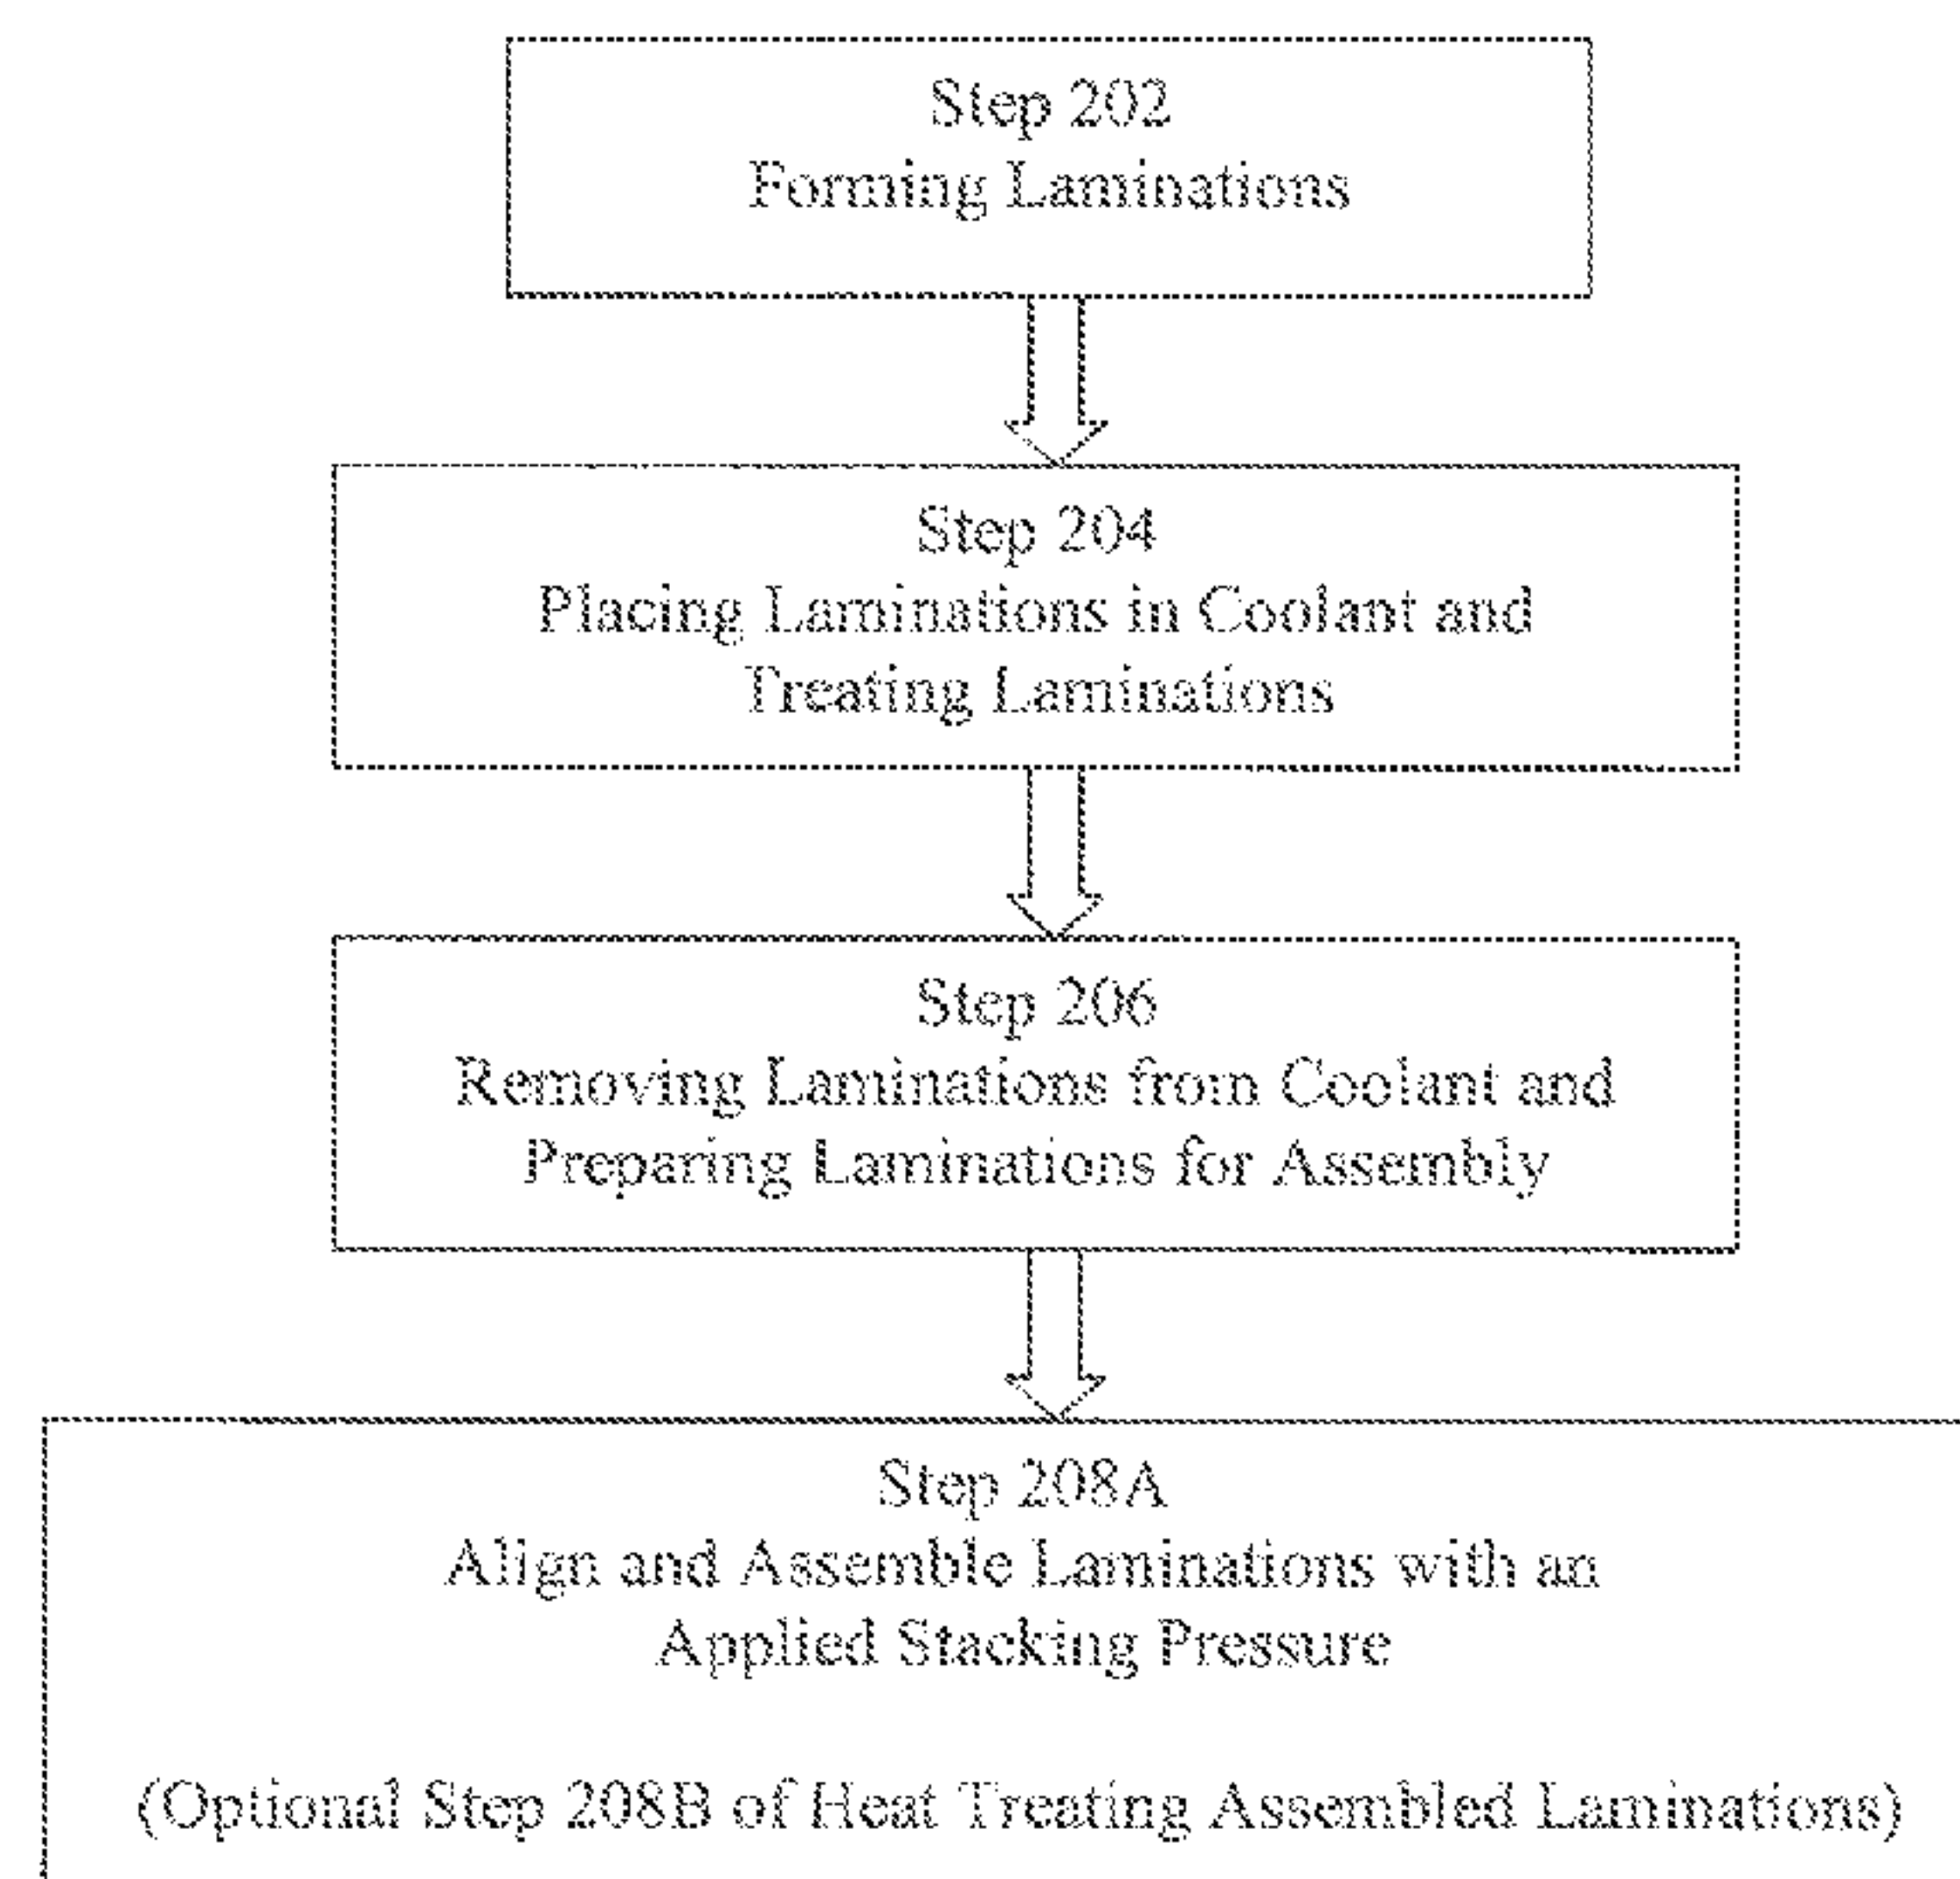 Step 202
Forming Laminations
Step 204
Placing Laminations in Coolant and
Treating Laminations
Step 206
Removing Laminations from Coolant and
Preparing Laminations for Assembly
Step 208A
Align and Assemble Laminations with an
Applied Stacking Pressure
(Optional Step 208B of Heat Treating Assembled Laminations)